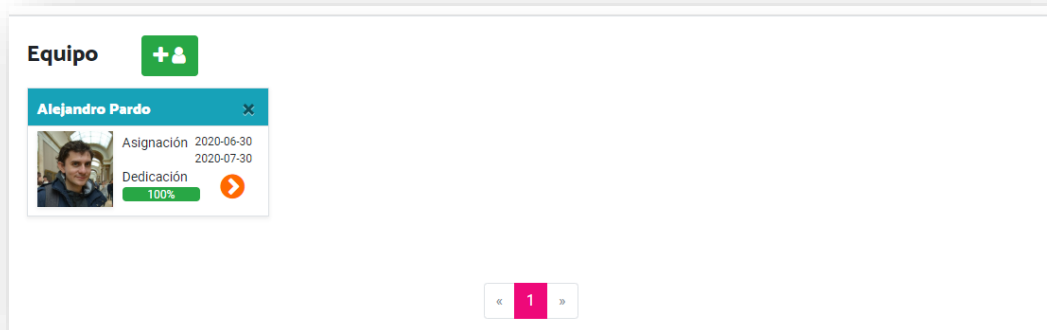 Equipo
Alejandro Pardo ×
Asignación 2020-06-30
2020-07-30
Dedicación
100%
« 1 »